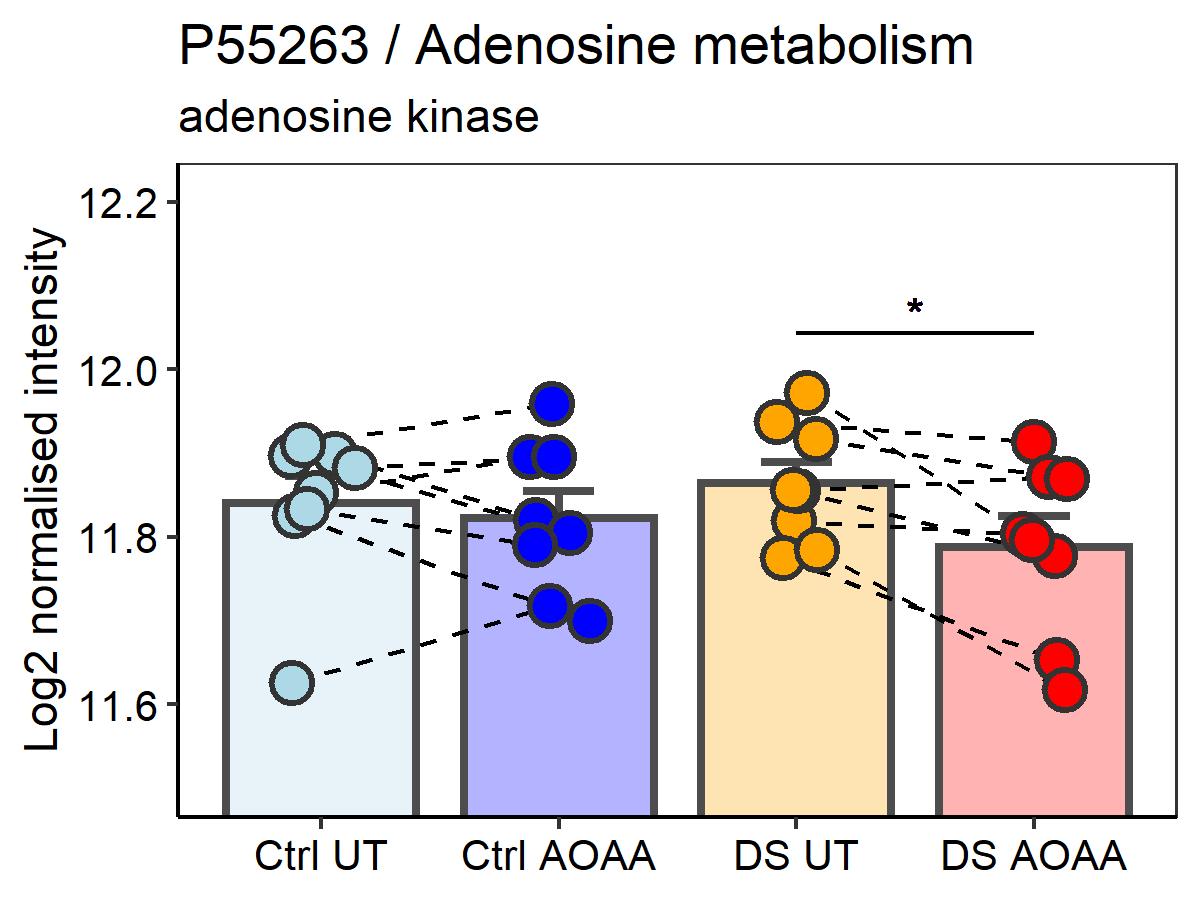 P55263 / Adenosine metabolism
adenosine kinase
Log2 normalised intensity
12.2
12.0
11.8
11.6
*
Ctrl UT
Ctrl AOAA
DS UT
DS AOAA